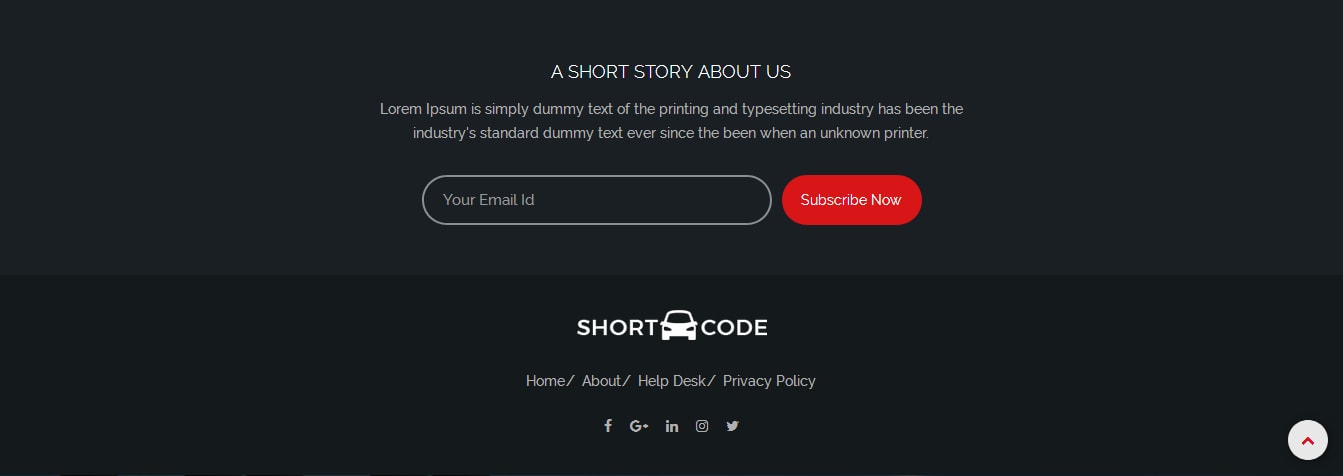 A SHORT STORY ABOUT US
Lorem Ipsum is simply dummy text of the printing and typesetting industry has been the
industry's standard dummy text ever since the been when an unknown printer.
Your Email Id
Subscribe Now
SHORT CODE
Home/ About/ Help Desk/ Privacy Policy